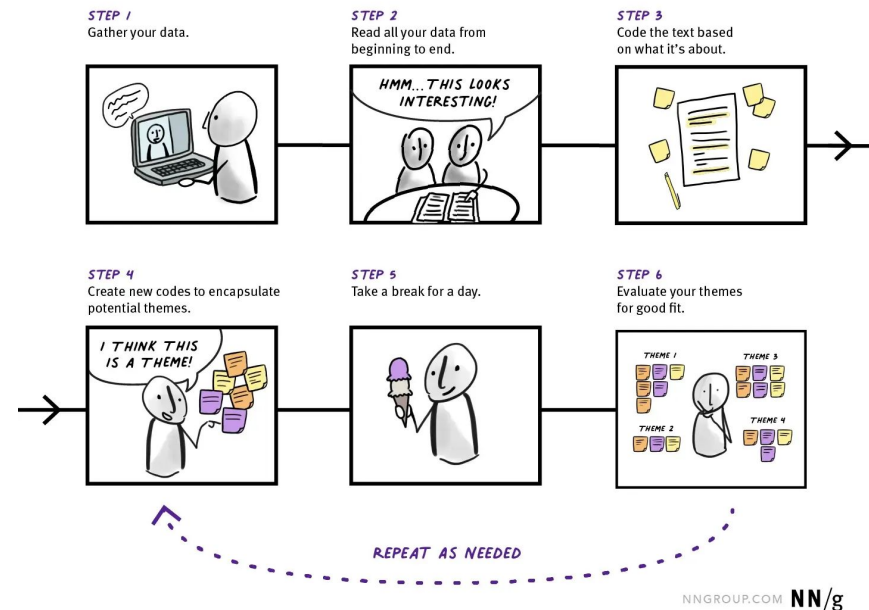 STEP 1
Gather your data.
STEP 2
Read all your data from
beginning to end.
HMM...THIS LOOKS
INTERESTING!
STEP 3
Code the text based
on what it's about.
STEP 4
Create new codes to encapsulate
potential themes.
I THINK THIS
IS A THEME!
STEP 5
Take a break for a day.
STEP 6
Evaluate your themes
for good fit.
THEME 1
THEME 3
THEME 2
THEME 4
REPEAT AS NEEDED
NNGROUP.COM NN/g